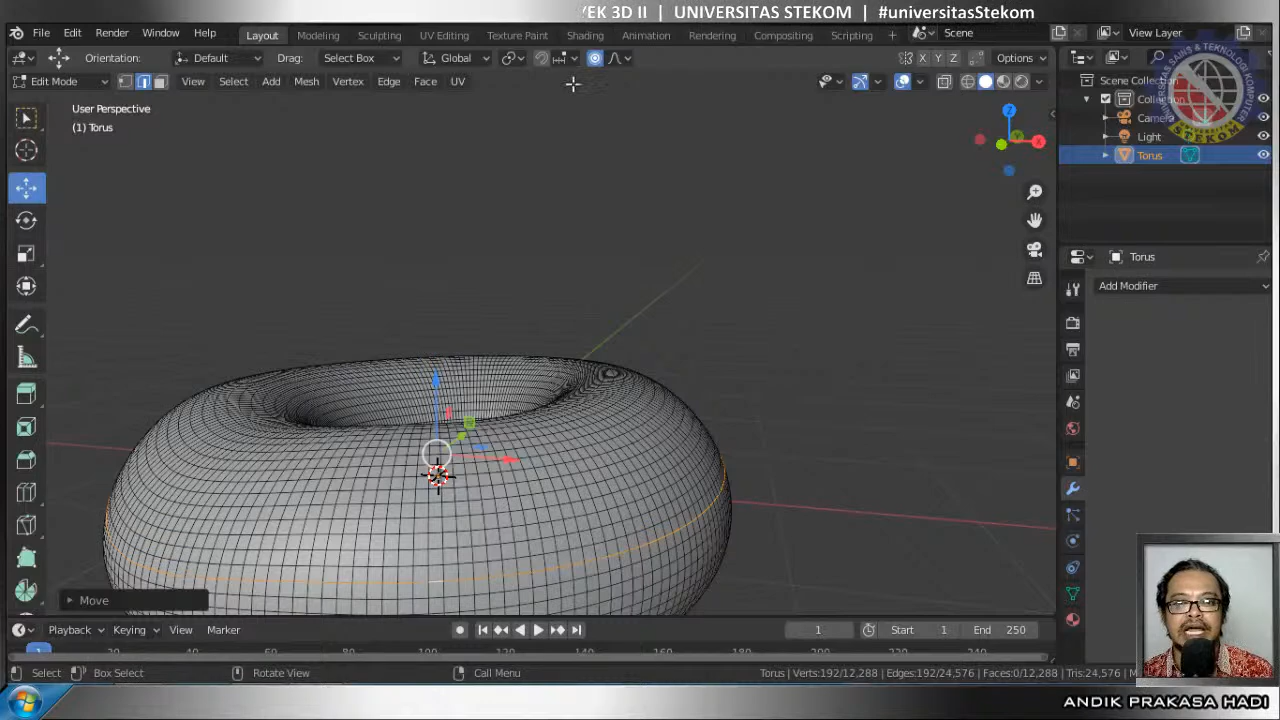 EK 3D II | UNIVERSITAS STEKOM | #universitasStekom
File Edit Render Window Help Layout Modeling Sculpting UV Editing Texture Paint Shading Animation Rendering Compositing Scripting + Scene View Layer
Orientation: Default Drag: Select Box Global X Y Z Options
Edit Mode View Select Add Mesh Vertex Edge Face UV
Scene Collection
User Perspective
(1) Torus
Z
X
Light
Torus
STEKOM
Torus
Add Modifier
Move
Playback Keying View Marker 1 Start 1 End 250
Select Box Select Rotate View Call Menu Torus | Verts:192/12,288 | Edges:192/24,576 | Faces:0/12,288 | Tris:24,576 |
ANDIK PRAKASA HADI